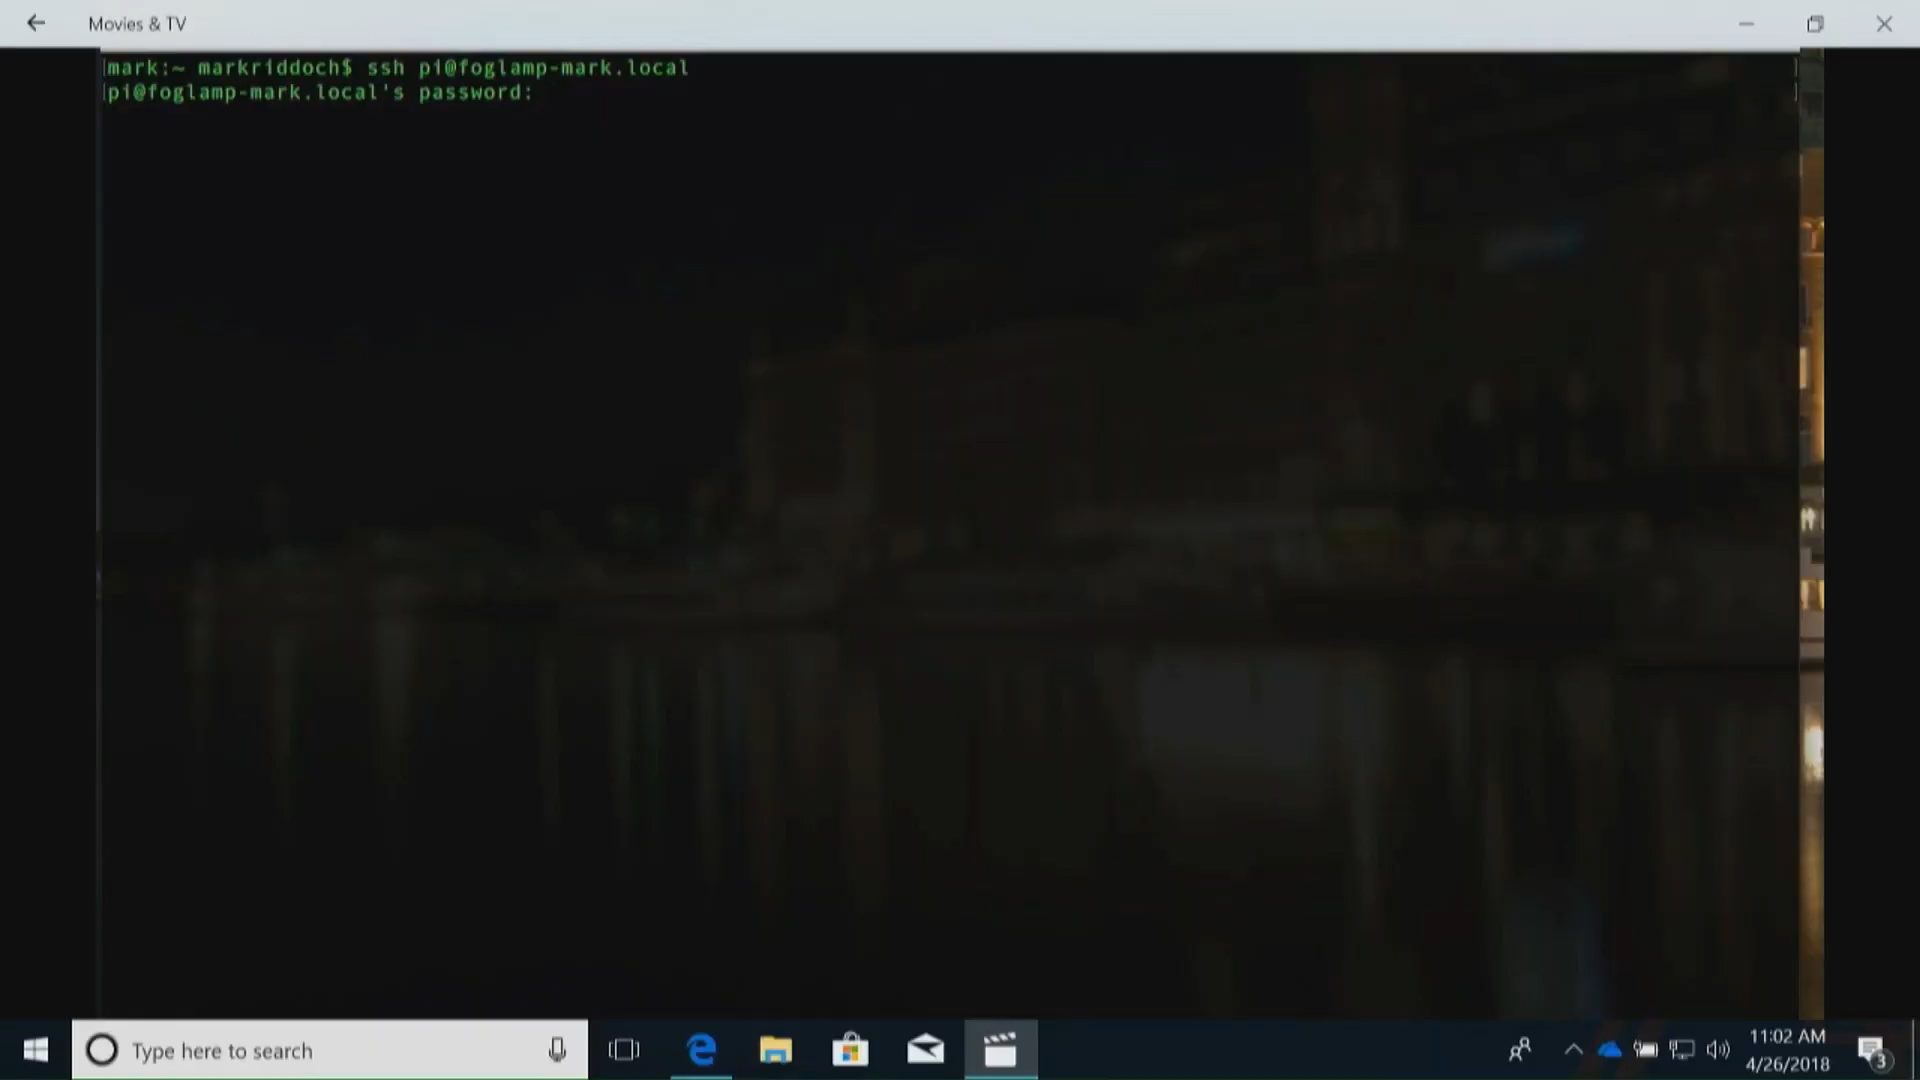 Movies & TV
mark:~ markriddoch$ ssh pi@foglamp-mark.local
pi@foglamp-mark.local's password:
Type here to search
11:02 AM
4/26/2018
3